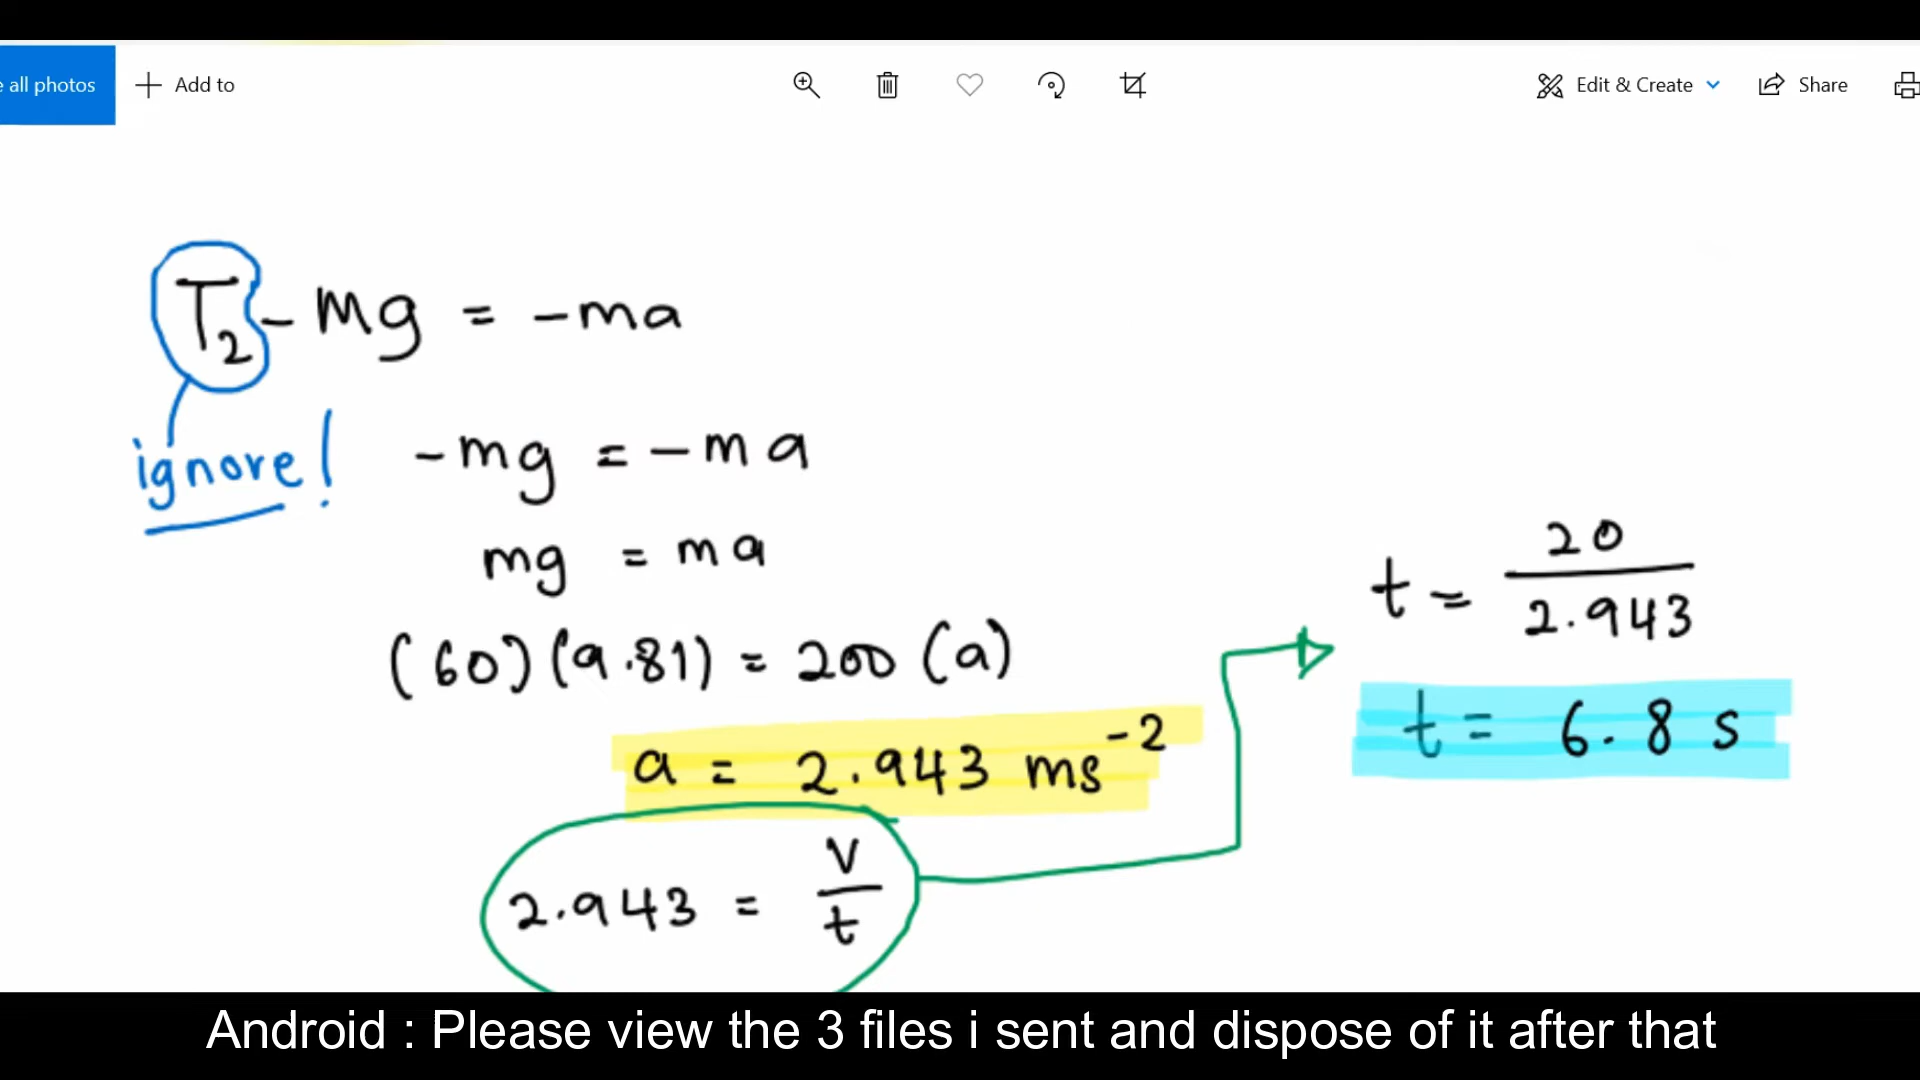 e all photos
Add to
Edit & Create
Share
T₂ - mg = -ma
ignore!
-mg = -ma
mg = ma
(60)(9.81) = 200 (a)
a = 2.943 ms⁻²
2.943 = v/t
t = 20/2.943
t = 6.8 s
Android : Please view the 3 files i sent and dispose of it after that